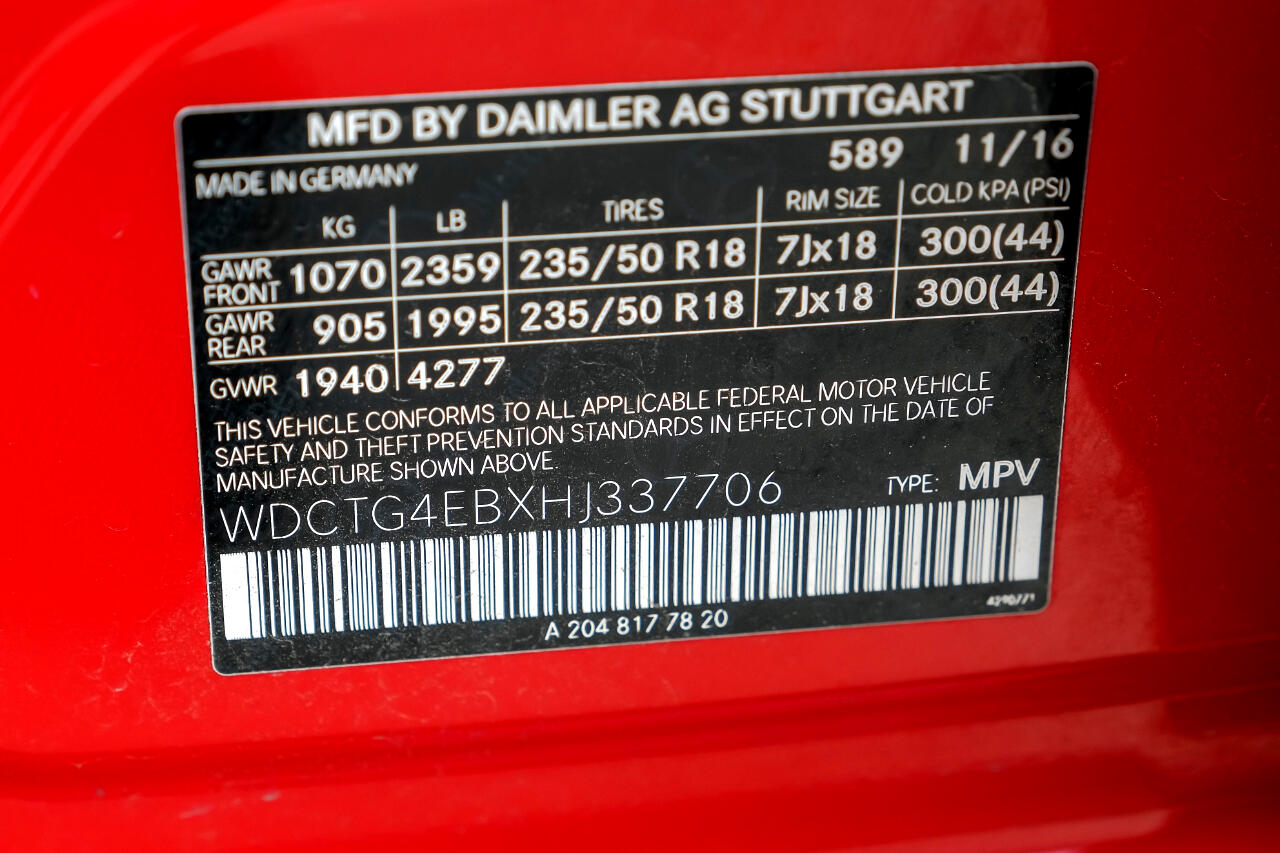 MFD BY DAIMLER AG STUTTGART
589 11/16
MADE IN GERMANY
KG LB TIRES RIM SIZE COLD KPA (PSI)
GAWR FRONT 1070 2359 235/50 R18 7Jx18 300(44)
GAWR REAR 905 1995 235/50 R18 7Jx18 300(44)
GVWR 1940 4277
THIS VEHICLE CONFORMS TO ALL APPLICABLE FEDERAL MOTOR VEHICLE
SAFETY AND THEFT PREVENTION STANDARDS IN EFFECT ON THE DATE OF
MANUFACTURE SHOWN ABOVE.
WDCTG4EBXHJ337706 TYPE: MPV
A 204 817 78 20